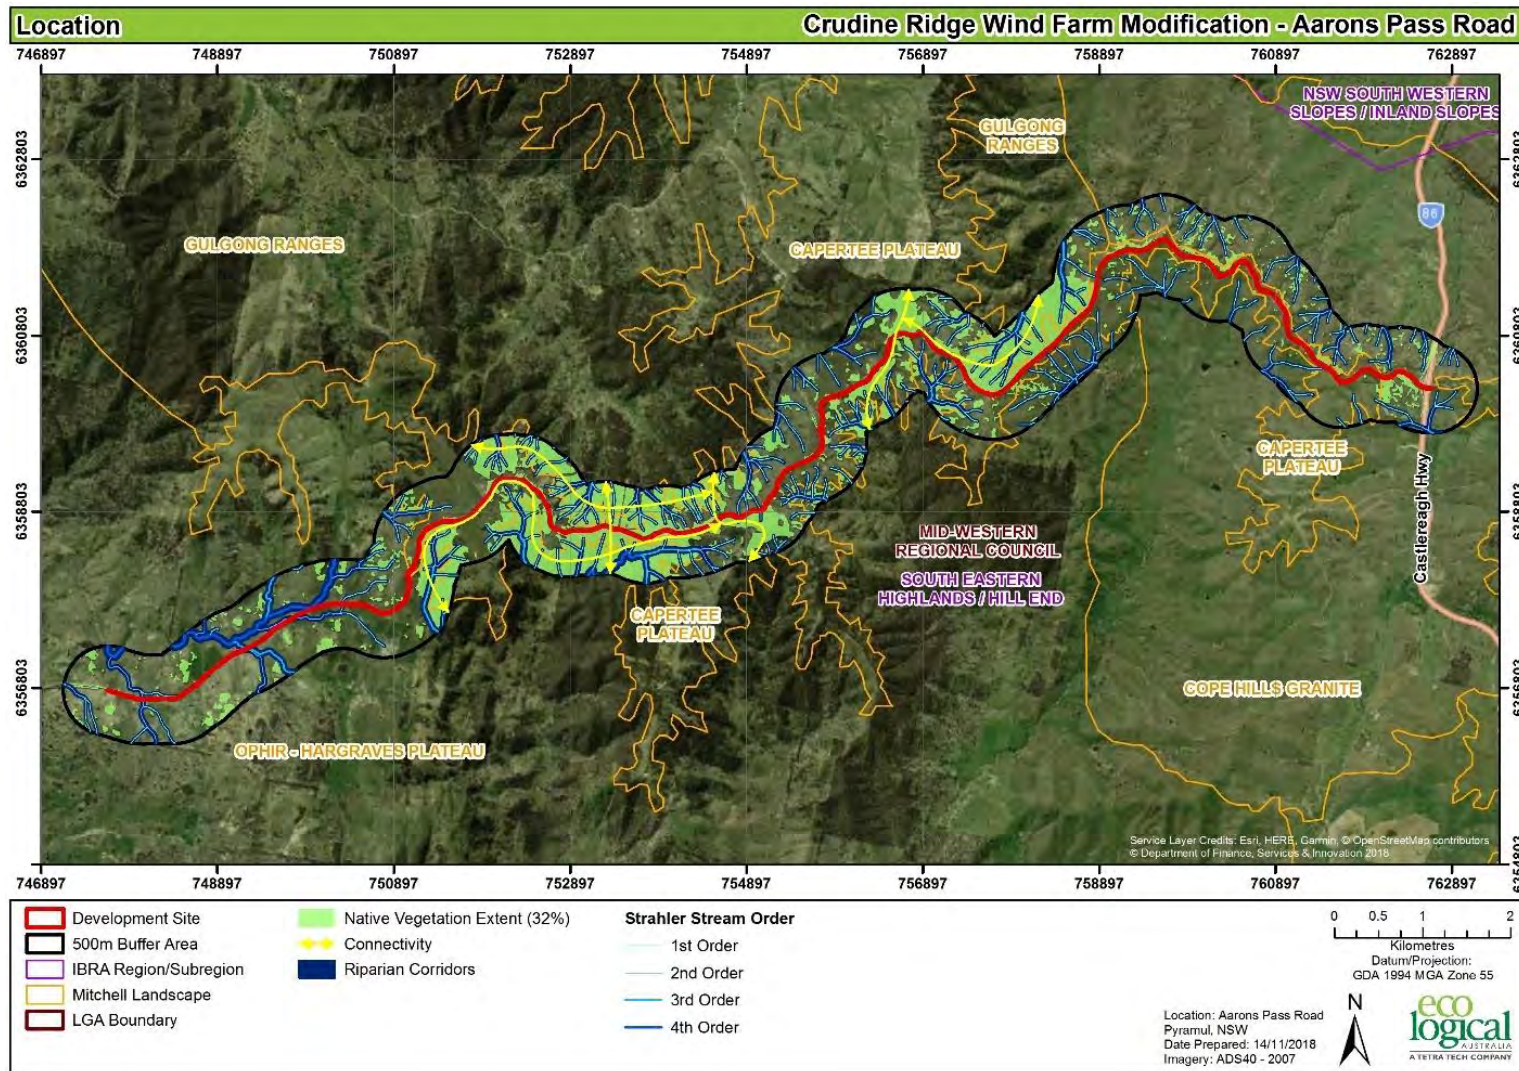 Location
Crudine Ridge Wind Farm Modification - Aarons Pass Road
746897 748897 750897 752897 754897 756897 758897 760897 762897
NSW SOUTH WESTERN
SLOPES / INLAND SLOPES
GULGONG
RANGES
6362803
6362803
86
GULGONG RANGES
CAPERTEE PLATEAU
6360803
6360803
CAPERTEE
PLATEAU
Castlereagh Hwy
6358803
6358803
MID-WESTERN
REGIONAL COUNCIL
SOUTH EASTERN
HIGHLANDS / HILL END
CAPERTEE
PLATEAU
6356803
6356803
COPE HILLS GRANITE
OPHIR - HARGRAVES PLATEAU
Service Layer Credits: Esri, HERE, Garmin, © OpenStreetMap contributors
© Department of Finance, Services & Innovation 2018
6354803
746897 748897 750897 752897 754897 756897 758897 760897 762897
Development Site
500m Buffer Area
IBRA Region/Subregion
Mitchell Landscape
LGA Boundary
Native Vegetation Extent (32%)
Connectivity
Riparian Corridors
Strahler Stream Order
1st Order
2nd Order
3rd Order
4th Order
0 0.5 1 2
Kilometres
Datum/Projection:
GDA 1994 MGA Zone 55
Location: Aarons Pass Road
Pyramul, NSW
Date Prepared: 14/11/2018
Imagery: ADS40 - 2007
N
eco
logical
AUSTRALIA
A TETRA TECH COMPANY